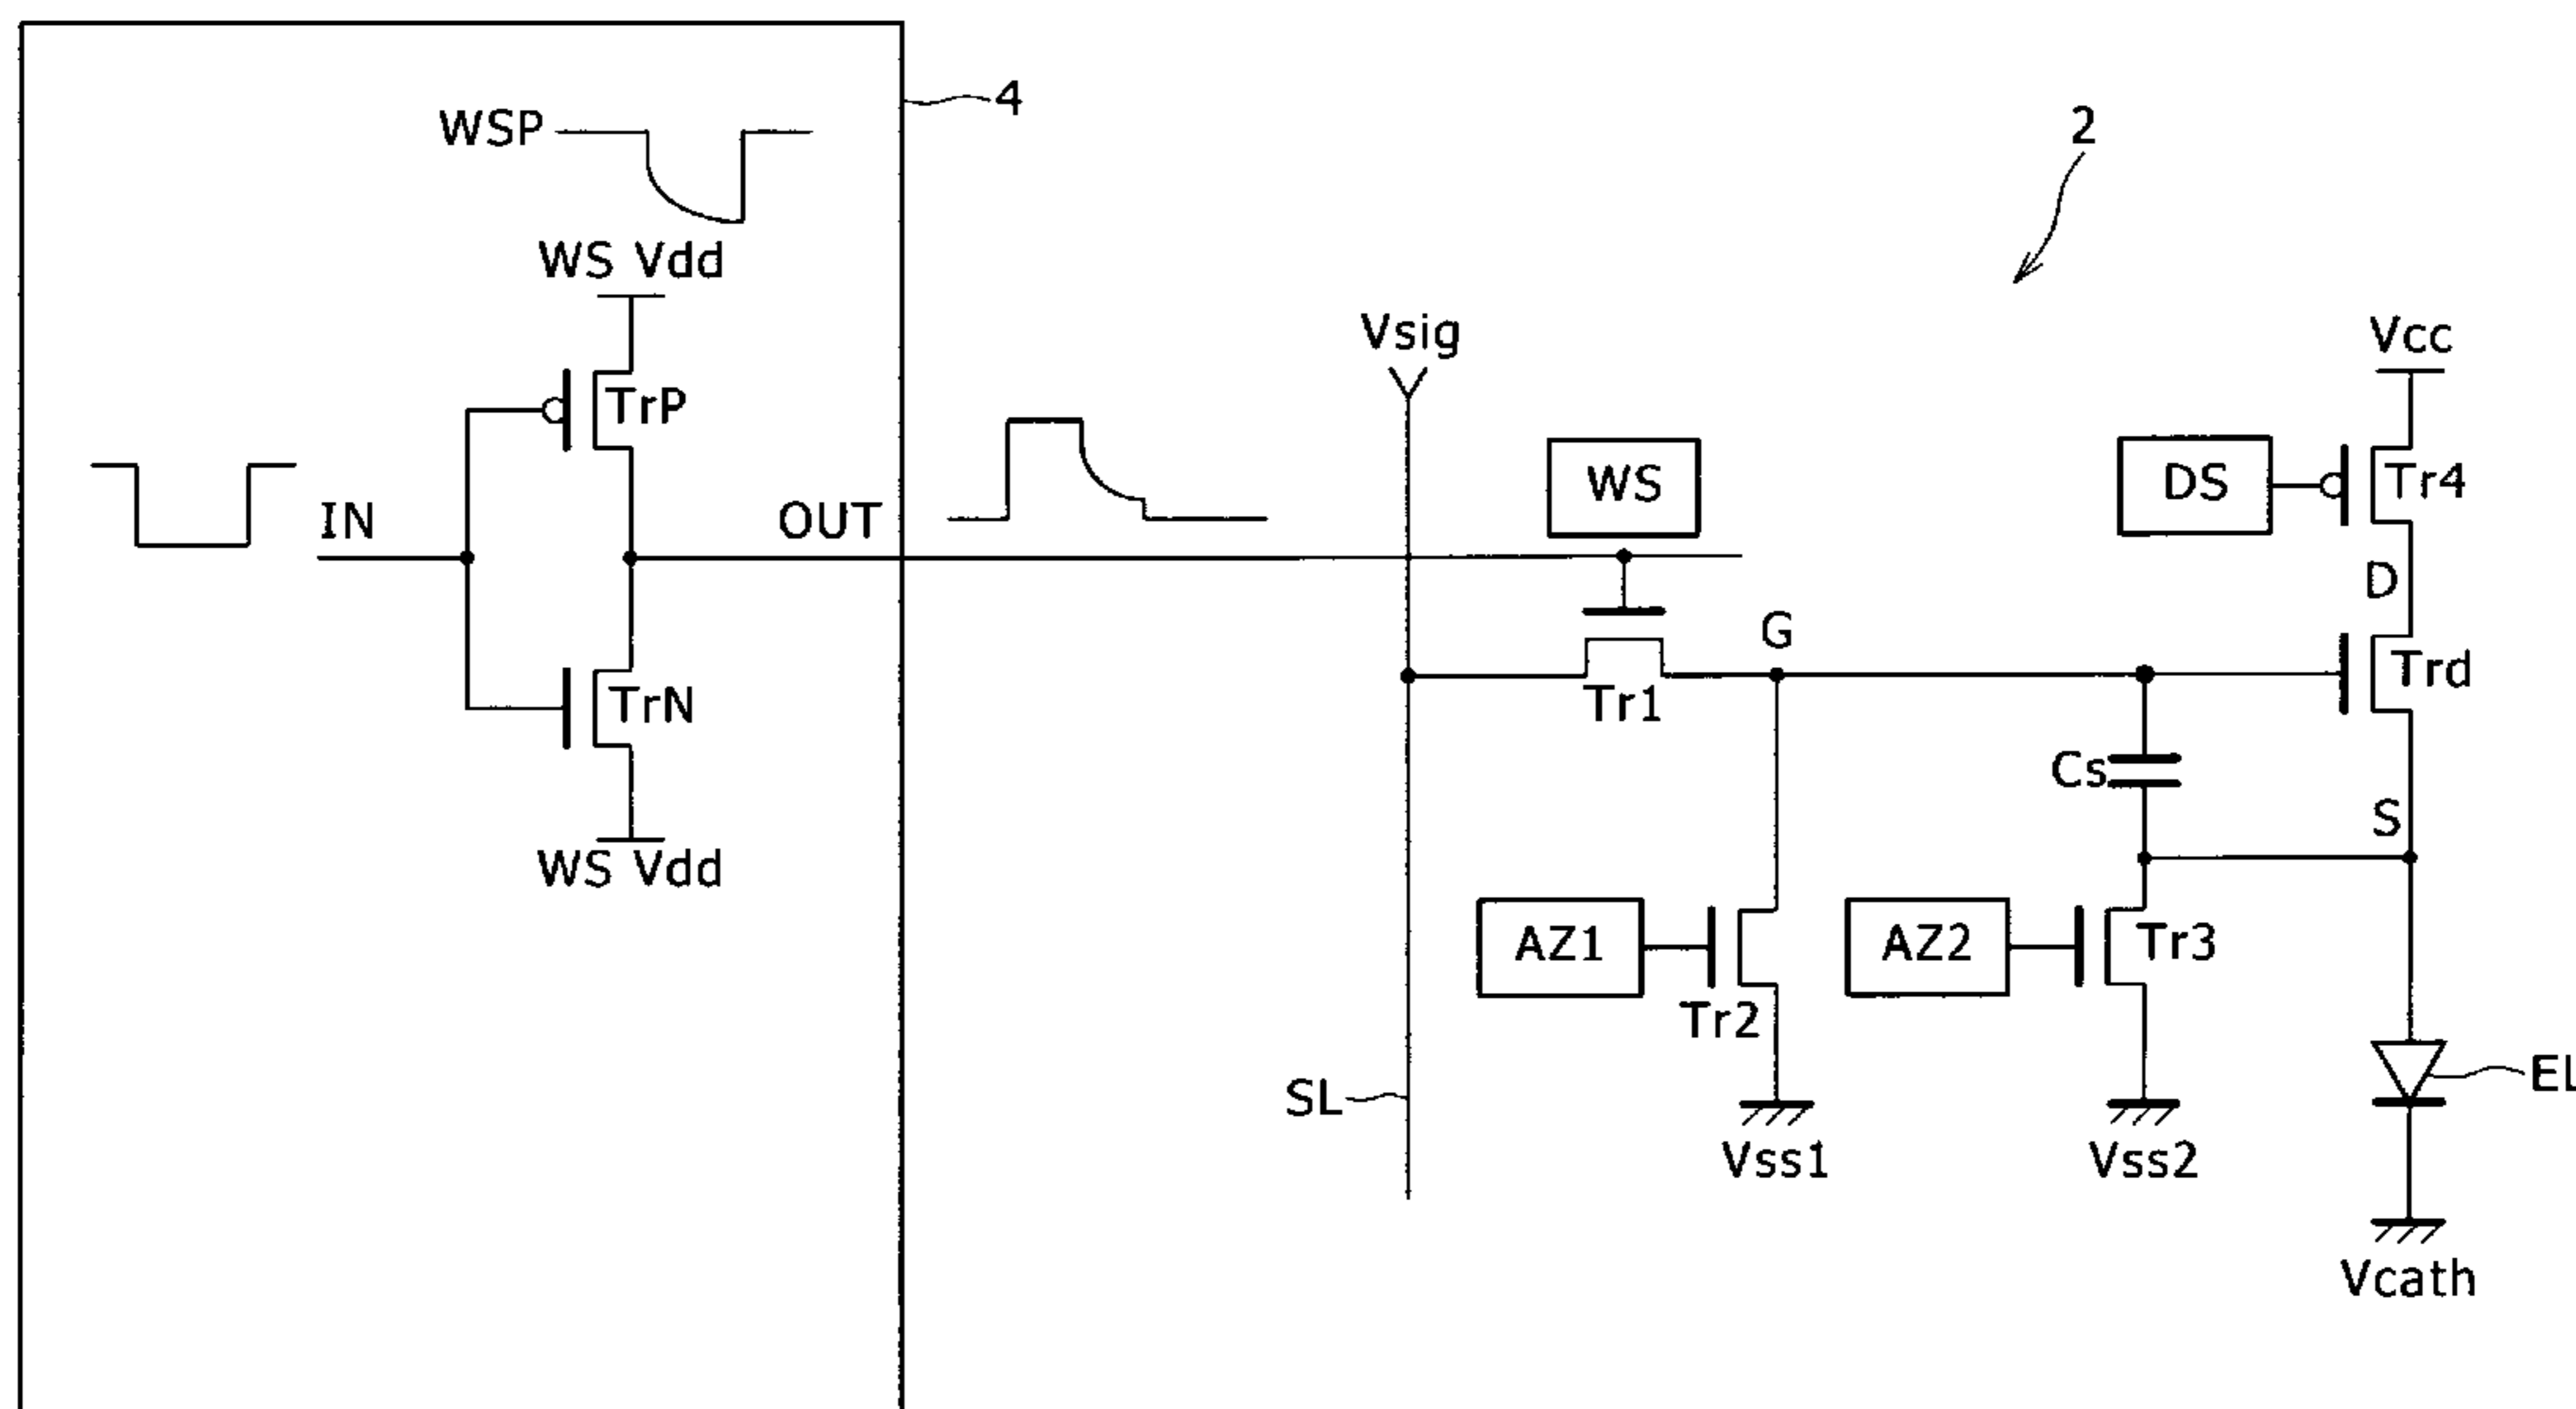 4
WSP
2
WS Vdd
Vsig
Vcc
TrP
WS
DS
Tr4
IN
OUT
D
G
TrN
Tr1
Trd
Cs
S
WS Vdd
AZ1
AZ2
Tr3
Tr2
SL
EL
Vss1
Vss2
Vcath